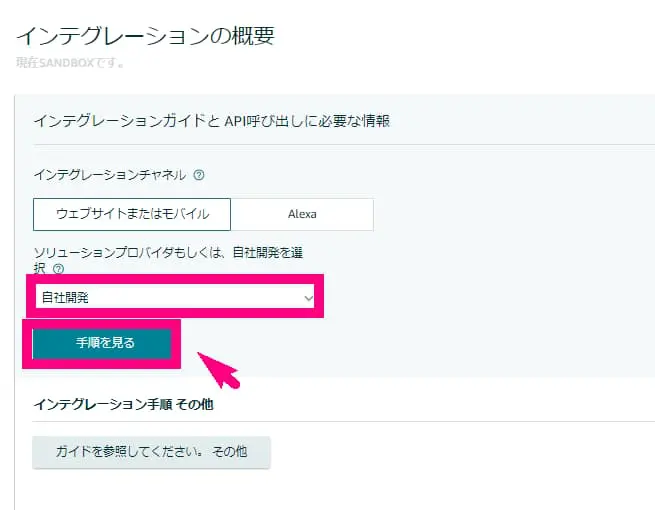 インテグレーションの概要
現在SANDBOXです。
インテグレーションガイドと API呼び出しに必要な情報
インテグレーションチャネル ?
ウェブサイトまたはモバイル
Alexa
ソリューションプロバイダもしくは、自社開発を選
択 ?
自社開発
手順を見る
インテグレーション手順 その他
ガイドを参照してください。 その他